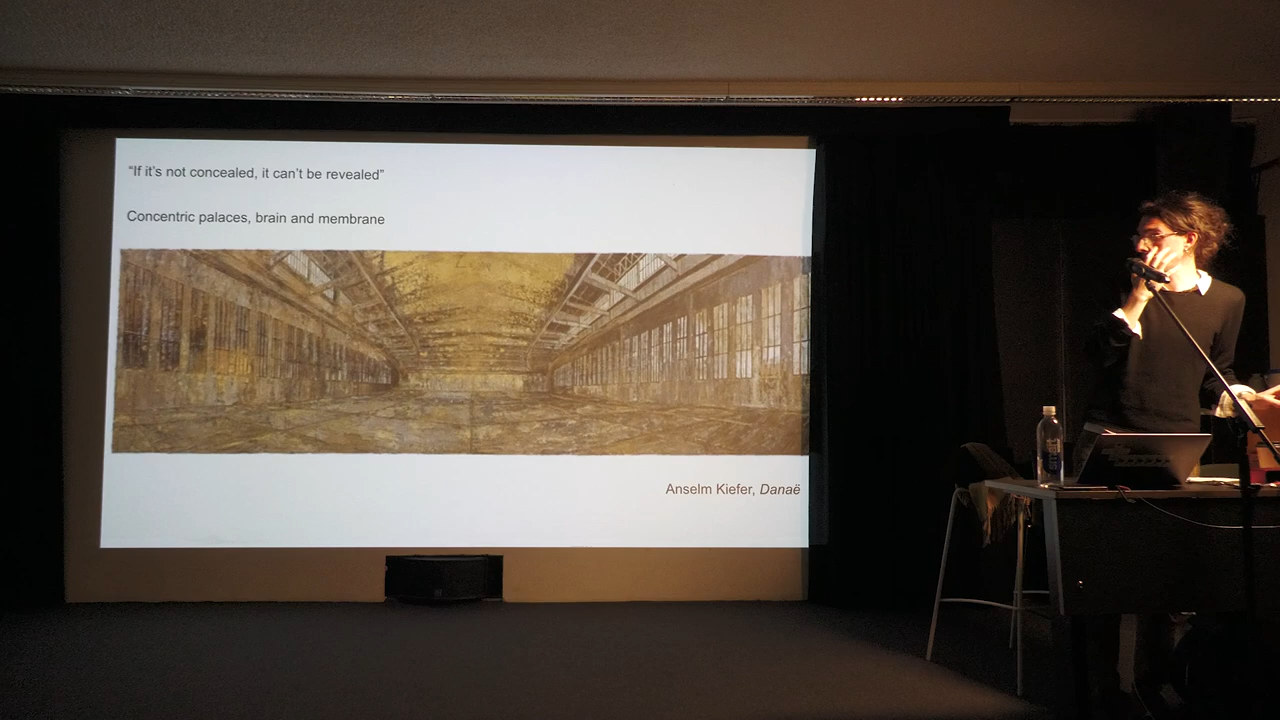 “If it’s not concealed, it can’t be revealed”
Concentric palaces, brain and membrane
Anselm Kiefer, Danaë